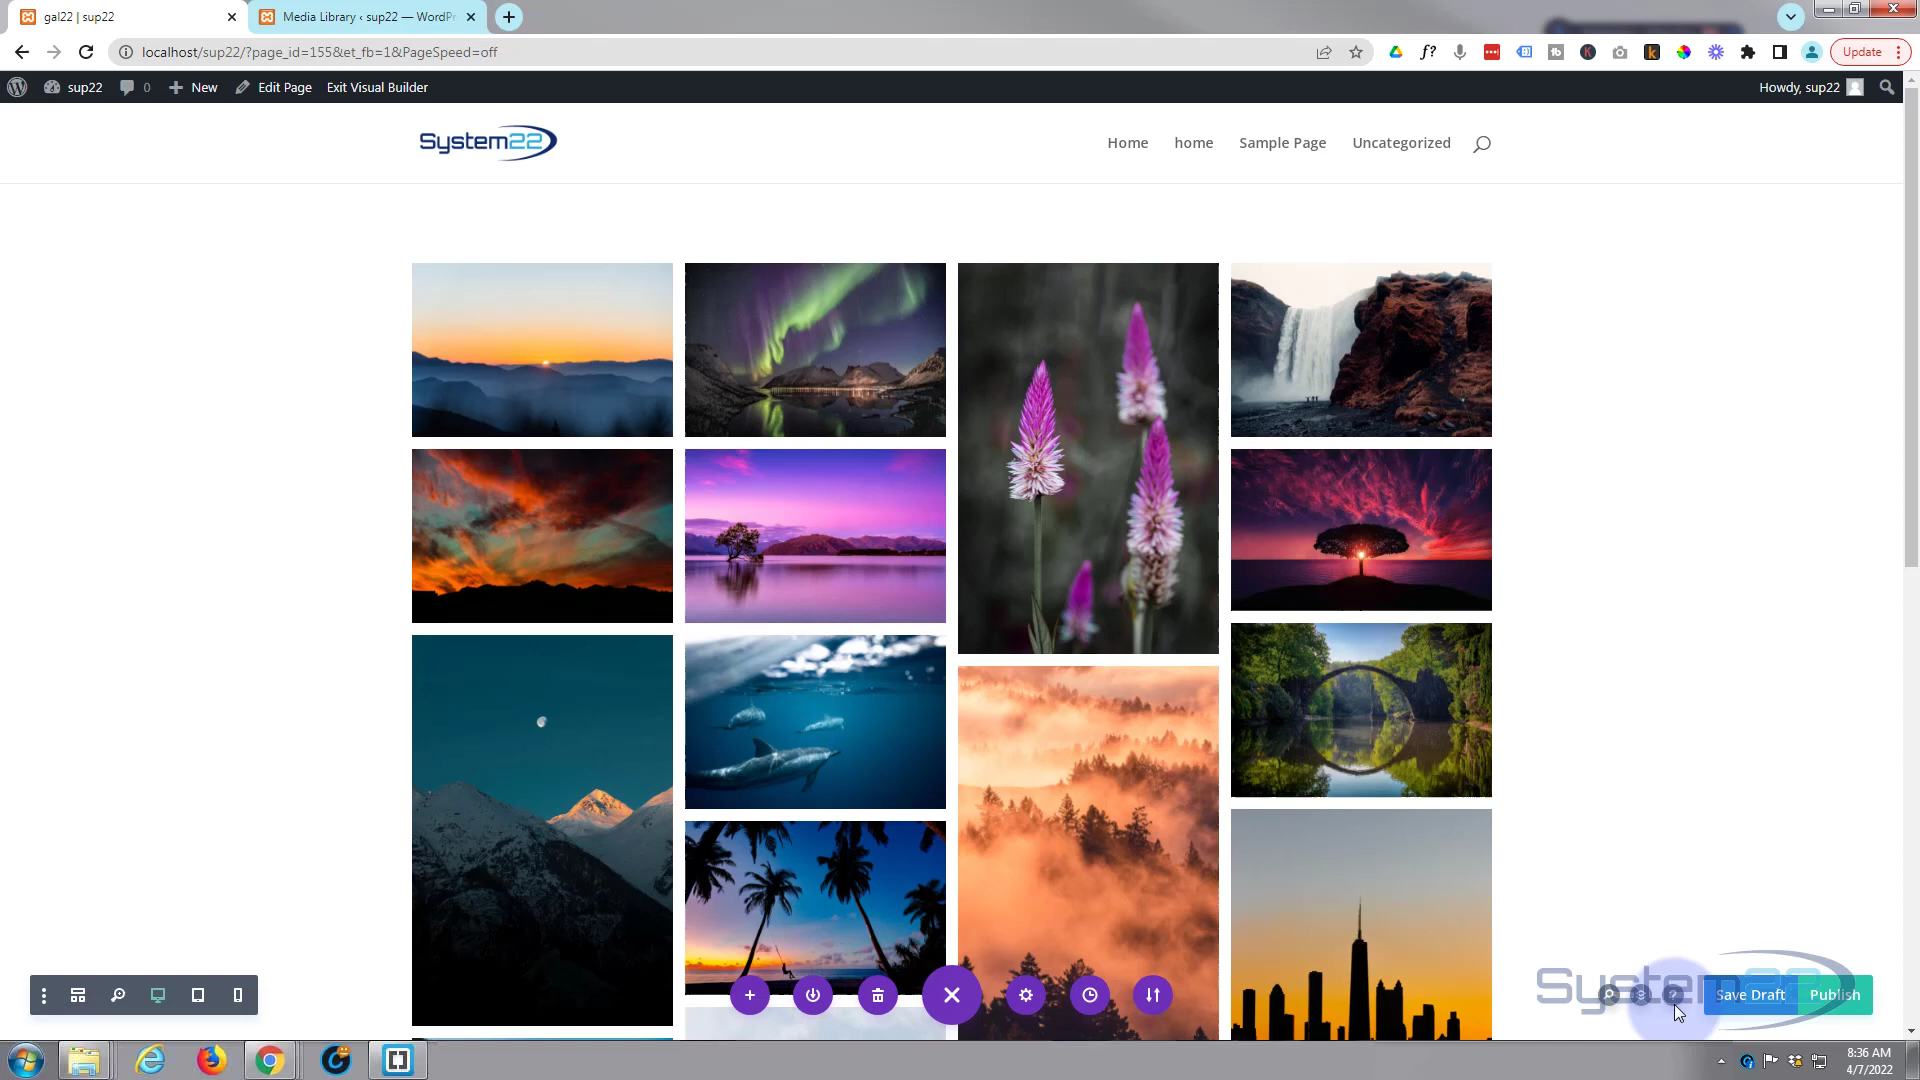 gal22 | sup22
Media Library ‹ sup22 — WordPr
localhost/sup22/?page_id=155&et_fb=1&PageSpeed=off
Update
sup22
0
New
Edit Page
Exit Visual Builder
Howdy, sup22
System22
Home
home
Sample Page
Uncategorized
System22
Save Draft
Publish
8:36 AM
4/7/2022